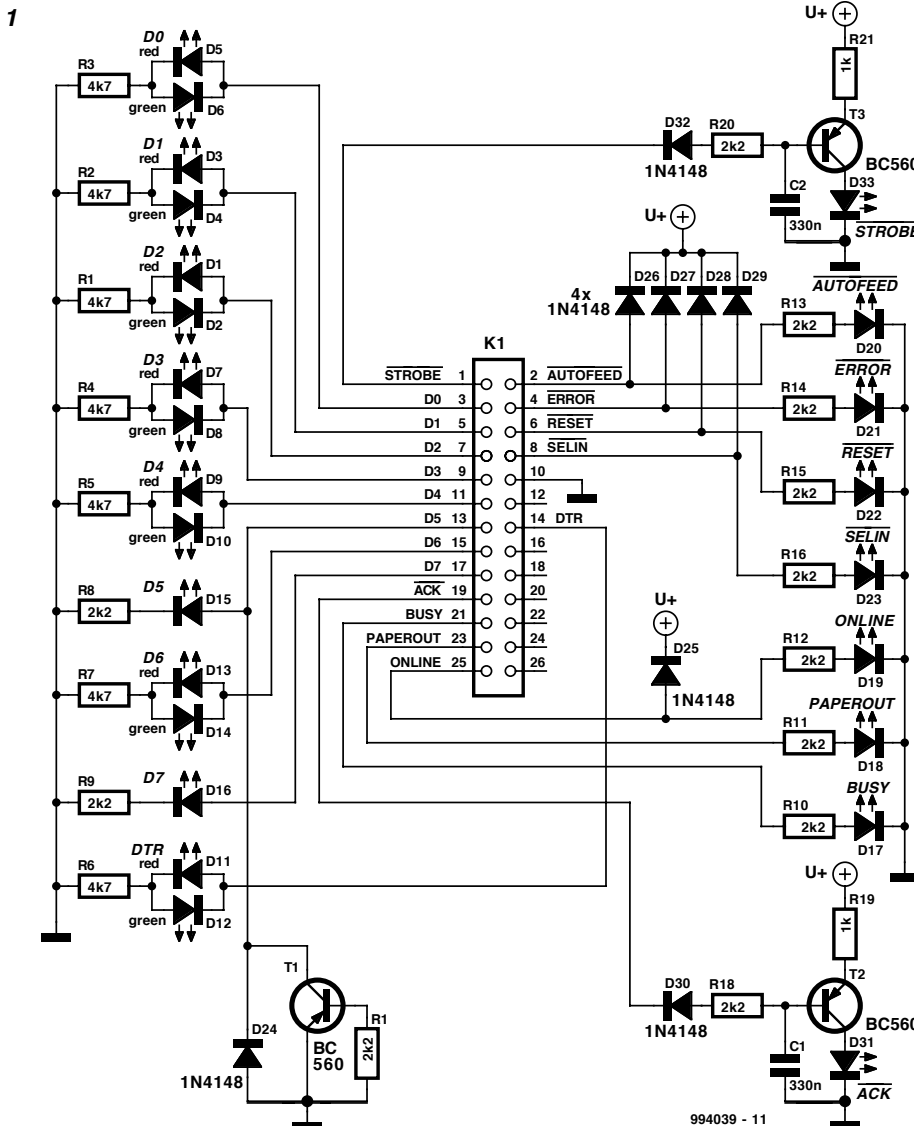 1
D0
red
D5
R3
4k7
green
D6
D1
red
D3
R2
4k7
green
D4
D2
red
D1
R1
4k7
green
D2
D3
red
D7
R4
4k7
green
D8
D4
red
D9
R5
4k7
green
D10
D5
R8
2k2
D15
D6
red
D13
R7
4k7
green
D14
D7
R9
2k2
D16
DTR
red
D11
R6
4k7
green
D12
T1
D24
1N4148
BC
560
R1
2k2
K1
STROBE 1
2 AUTOFEED
D0 3
4 ERROR
D1 5
6 RESET
D2 7
8 SELIN
D3 9
10
D4 11
12
D5 13
14 DTR
D6 15
16
D7 17
18
ACK 19
20
BUSY 21
22
PAPEROUT 23
24
ONLINE 25
26
U+
R21
1k
T3
BC560
D32
1N4148
R20
2k2
C2
330n
D33
STROBE
U+
D26
D27
D28
D29
4x
1N4148
AUTOFEED
R13
2k2
D20
ERROR
R14
2k2
D21
RESET
R15
2k2
D22
SELIN
R16
2k2
D23
U+
D25
1N4148
ONLINE
R12
2k2
D19
PAPEROUT
R11
2k2
D18
BUSY
R10
2k2
D17
U+
R19
1k
T2
BC560
D30
1N4148
R18
2k2
C1
330n
D31
ACK
994039 - 11